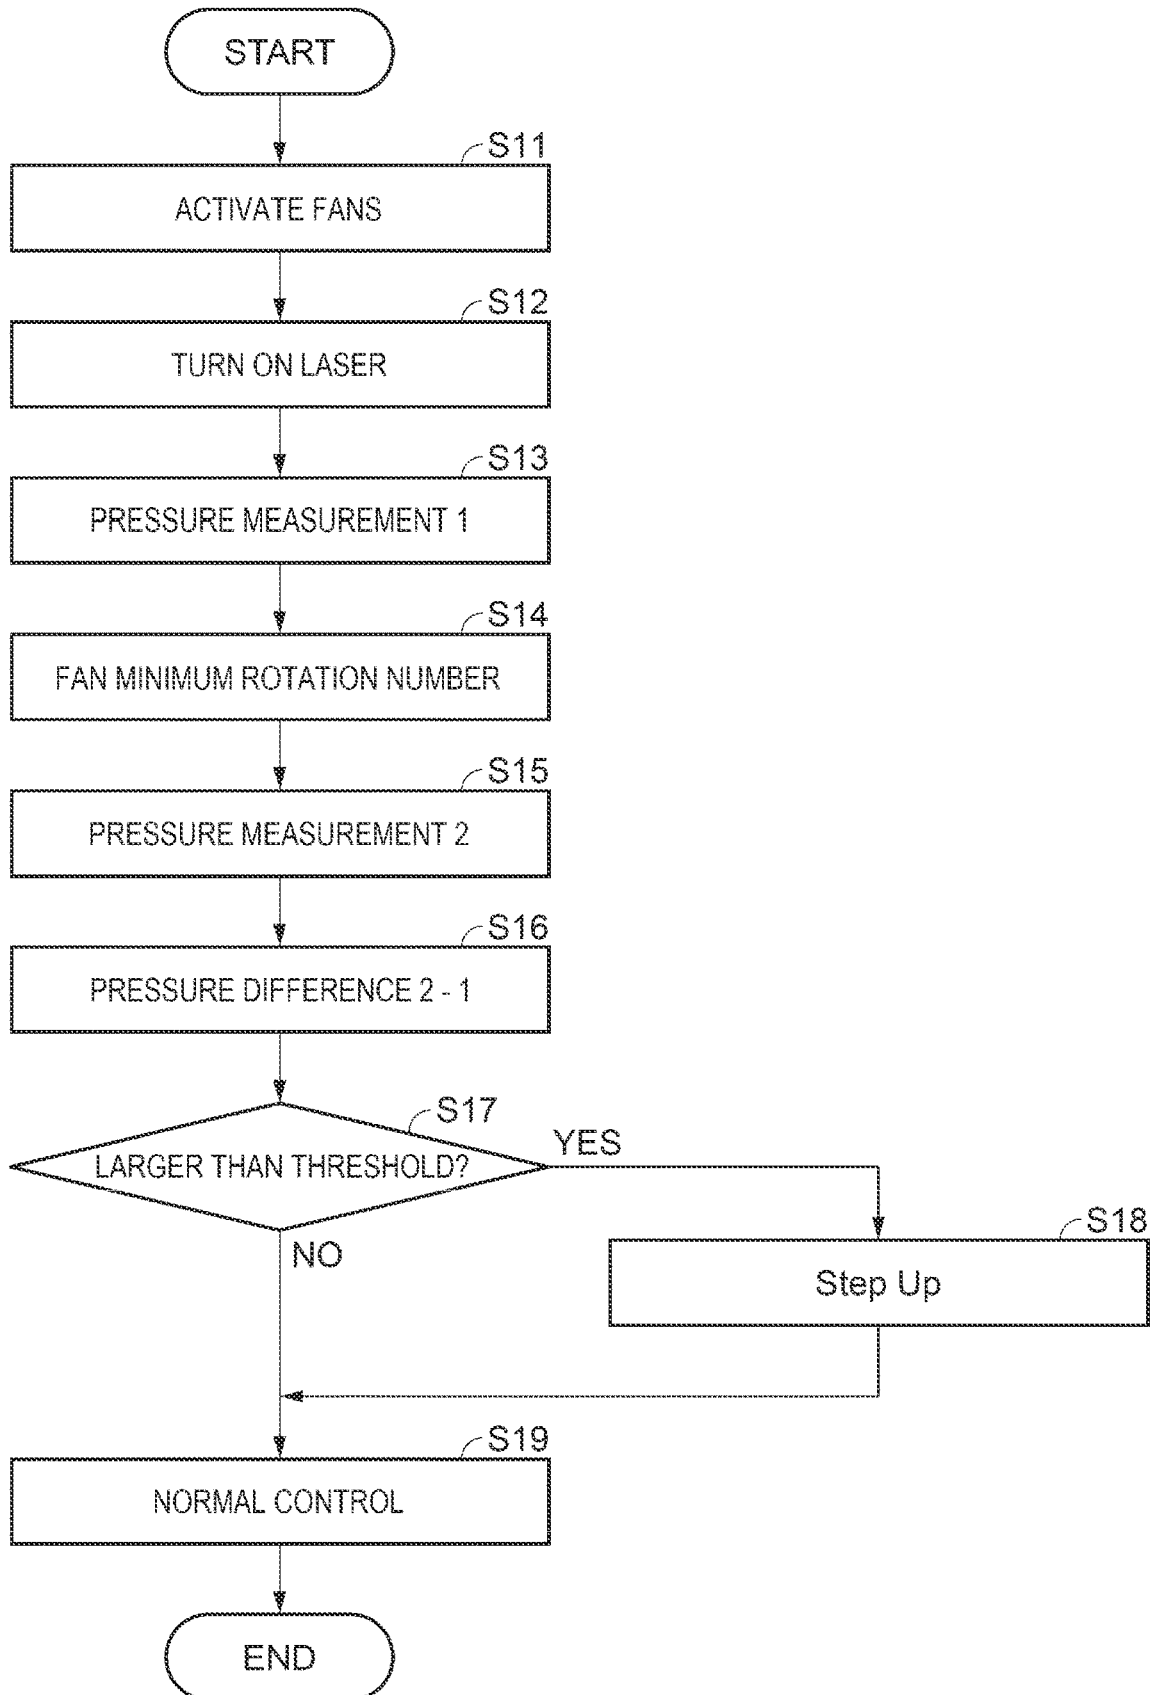 START
S11
ACTIVATE FANS
S12
TURN ON LASER
S13
PRESSURE MEASUREMENT 1
S14
FAN MINIMUM ROTATION NUMBER
S15
PRESSURE MEASUREMENT 2
S16
PRESSURE DIFFERENCE 2 - 1
S17
LARGER THAN THRESHOLD?
YES
NO
S18
Step Up
S19
NORMAL CONTROL
END